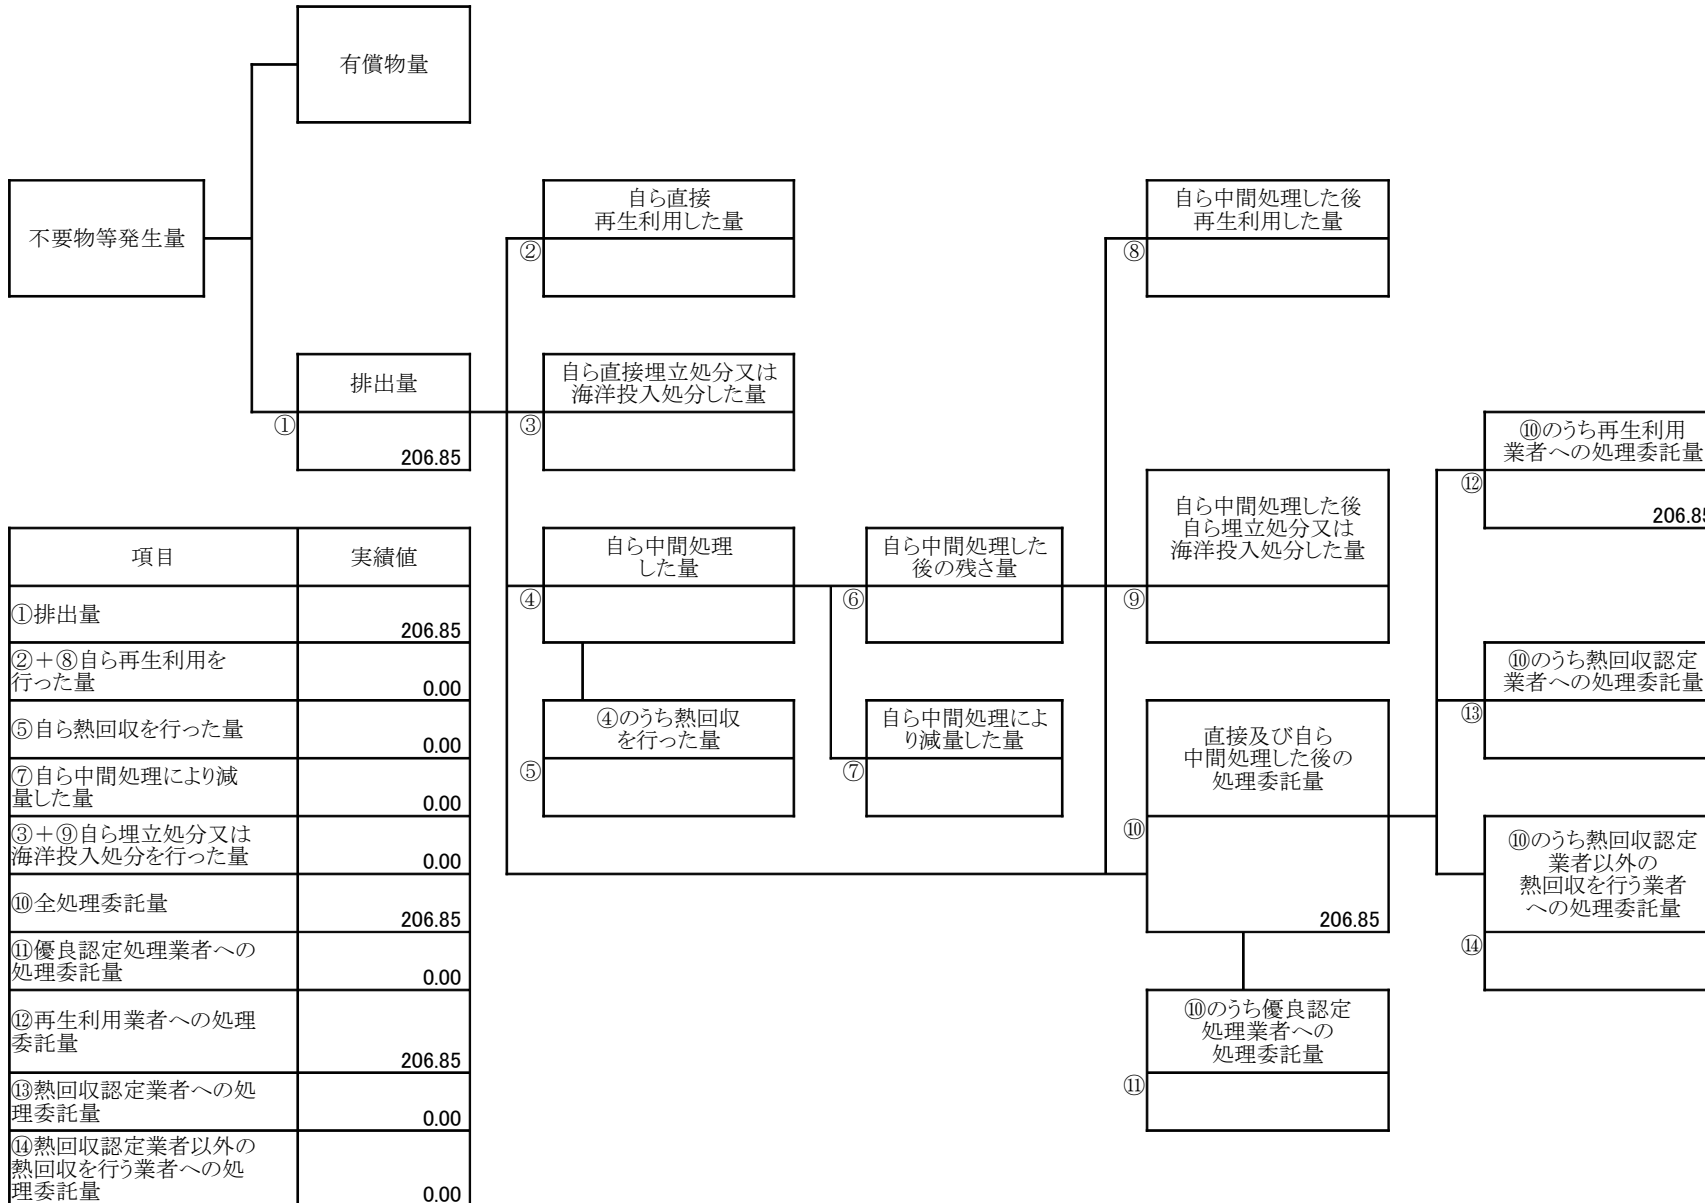 有償物量
不要物等発生量
自ら直接
再生利用した量
②
自ら中間処理した後
再生利用した量
⑧
排出量
①
206.85
自ら直接埋立処分又は
海洋投入処分した量
③
⑩のうち再生利用
業者への処理委託量
⑫
206.85
自ら中間処理した後
自ら埋立処分又は
海洋投入処分した量
⑨
自ら中間処理
した量
④
自ら中間処理した
後の残さ量
⑥
④のうち熱回収
を行った量
⑤
自ら中間処理によ
り減量した量
⑦
直接及び自ら
中間処理した後の
処理委託量
⑩
206.85
⑩のうち熱回収認定
業者への処理委託量
⑬
⑩のうち熱回収認定
業者以外の
熱回収を行う業者
への処理委託量
⑭
⑩のうち優良認定
処理業者への
処理委託量
⑪
項目 実績値
①排出量
206.85
②＋⑧自ら再生利用を
行った量
0.00
⑤自ら熱回収を行った量
0.00
⑦自ら中間処理により減
量した量
0.00
③＋⑨自ら埋立処分又は
海洋投入処分を行った量
0.00
⑩全処理委託量
206.85
⑪優良認定処理業者への
処理委託量
0.00
⑫再生利用業者への処理
委託量
206.85
⑬熱回収認定業者への処
理委託量
0.00
⑭熱回収認定業者以外の
熱回収を行う業者への処
理委託量
0.00